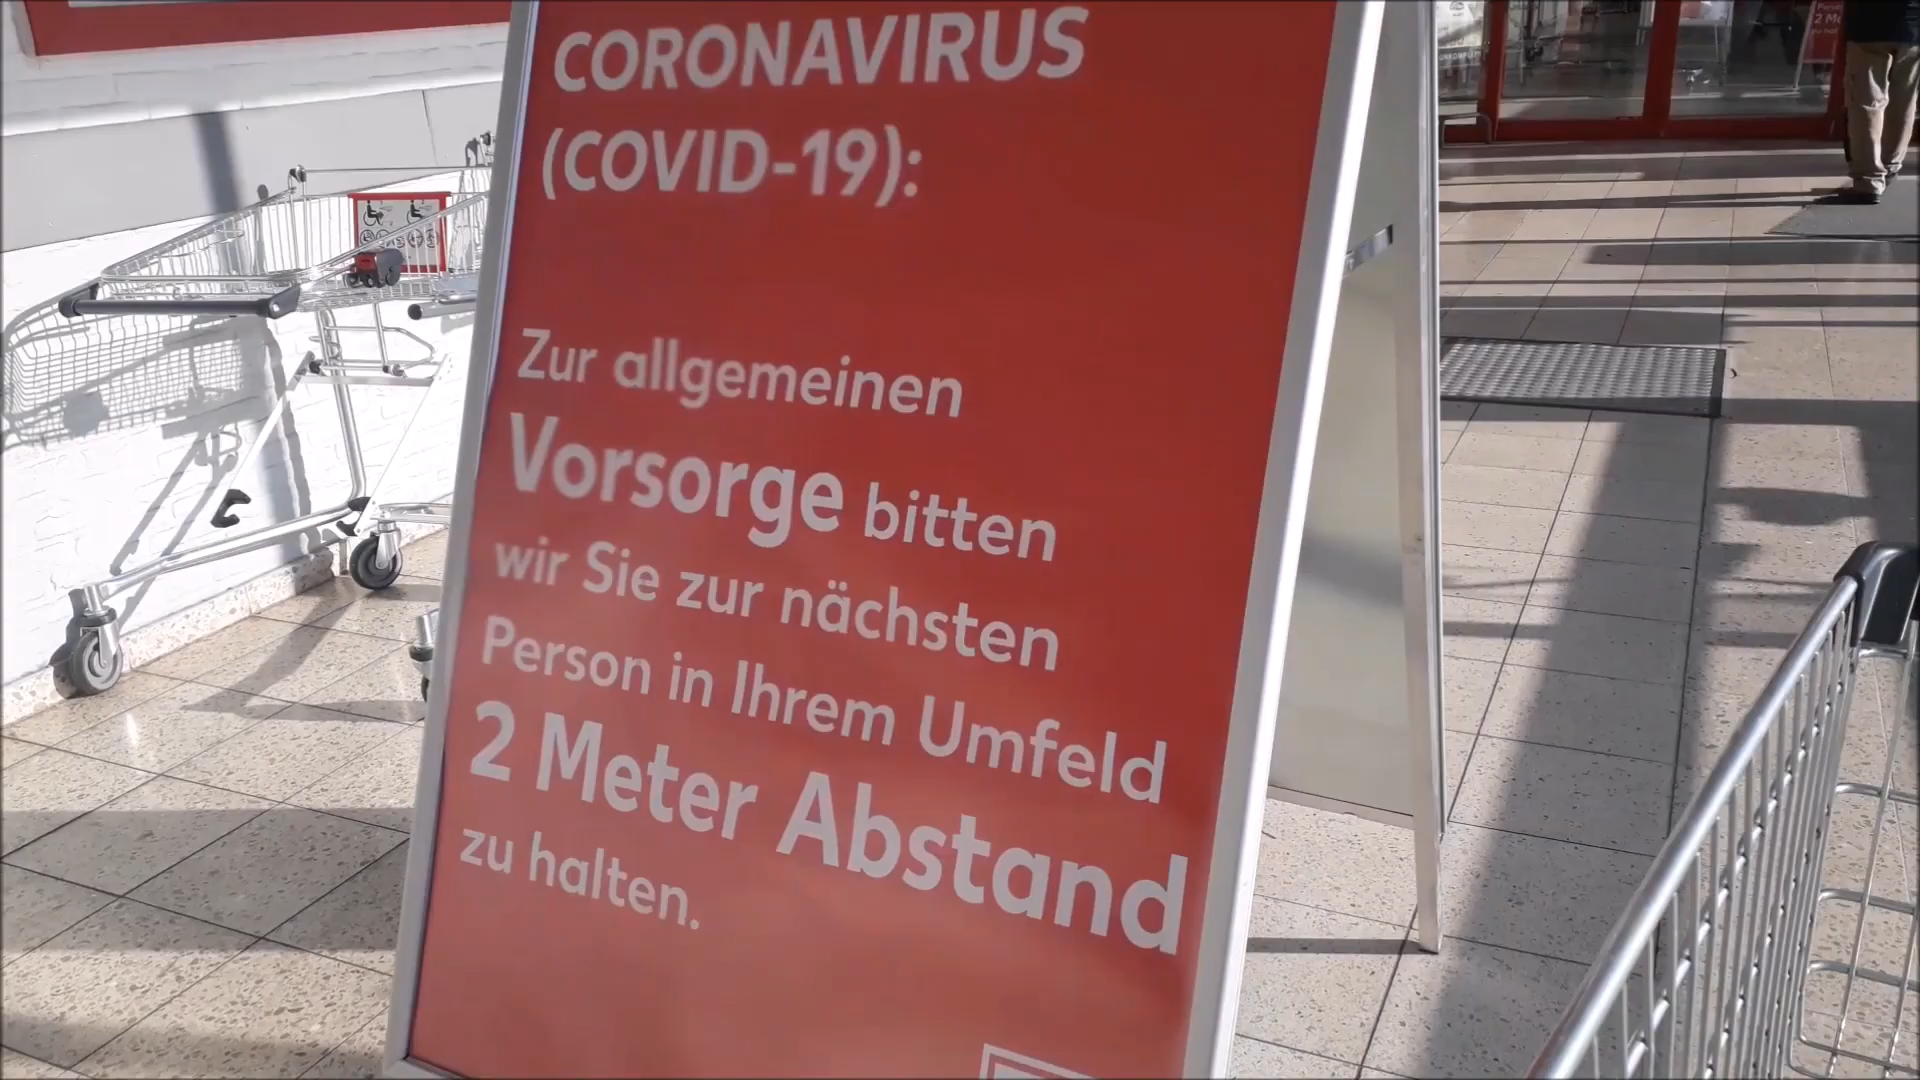 CORONAVIRUS
(COVID-19):
Zur allgemeinen
Vorsorge bitten
wir Sie zur nächsten
Person in Ihrem Umfeld
2 Meter Abstand
zu halten.